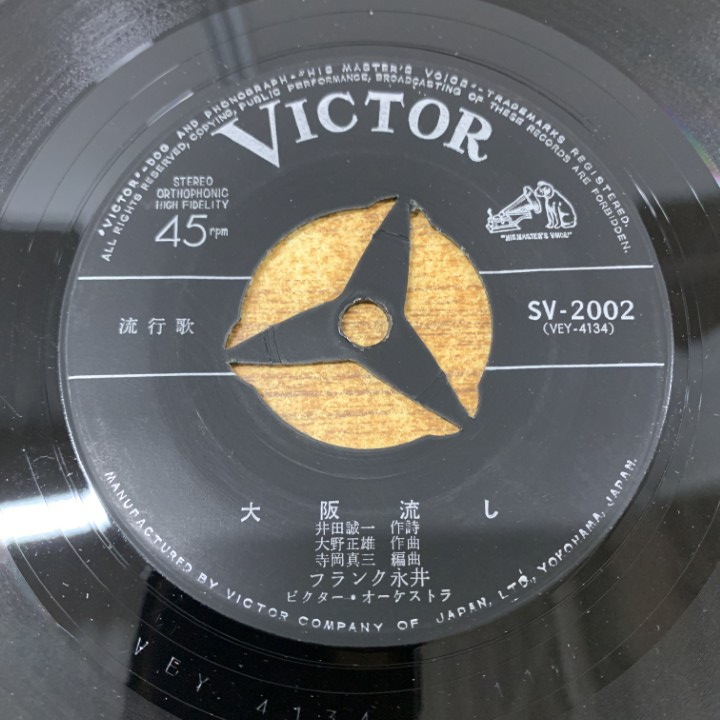 "VICTOR"-DOG AND PHONOGRAPH-"HIS MASTER'S VOICE"-TRADEMARKS REGISTERED.
ALL RIGHTS RESERVED, COPYING, PUBLIC PERFORMANCE, BROADCASTING OF THESE RECORDS ARE FORBIDDEN.
VICTOR
STEREO
ORTHOPHONIC
HIGH FIDELITY
45 rpm
"HIS MASTER'S VOICE"
流行歌
SV-2002
(VEY-4134)
大阪流し
井田誠一 作詩
大野正雄 作曲
寺岡真三 編曲
フランク永井
ビクター・オーケストラ
MANUFACTURED BY VICTOR COMPANY OF JAPAN, LTD., YOKOHAMA, JAPAN.
VEY 4134